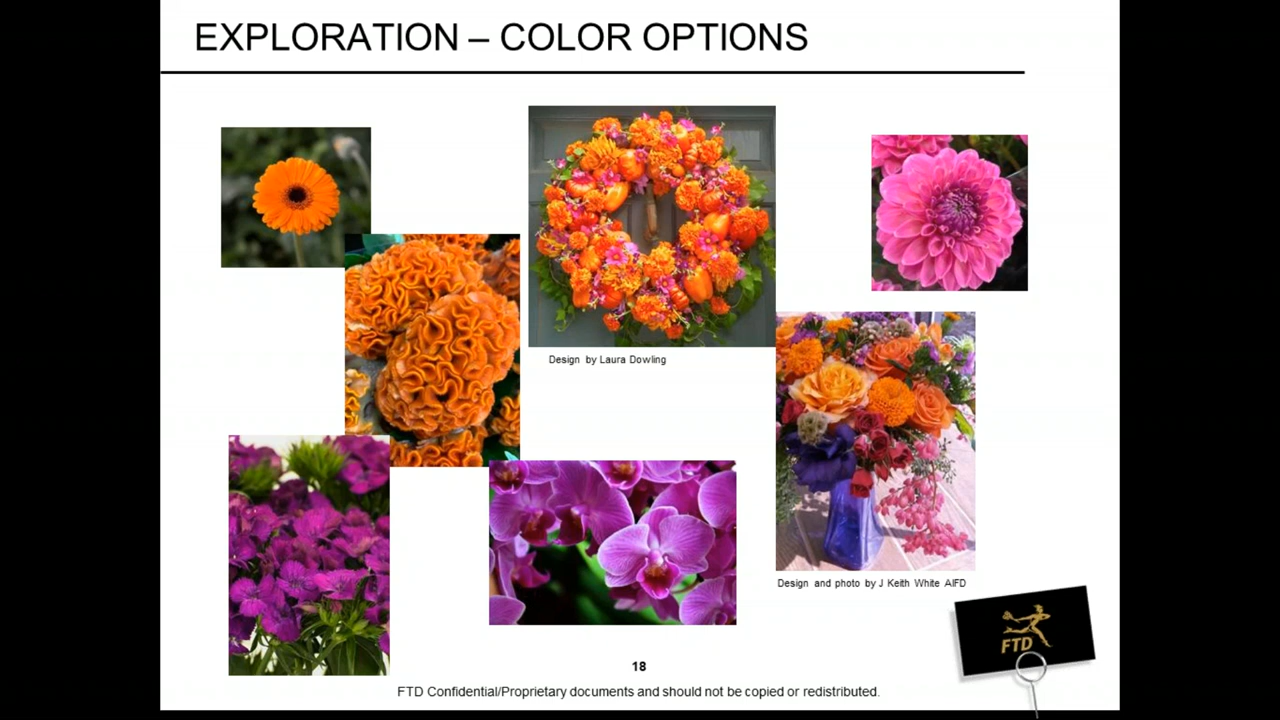 EXPLORATION – COLOR OPTIONS
Design by Laura Dowling
Design and photo by J Keith White AIFD
FTD
18
FTD Confidential/Proprietary documents and should not be copied or redistributed.